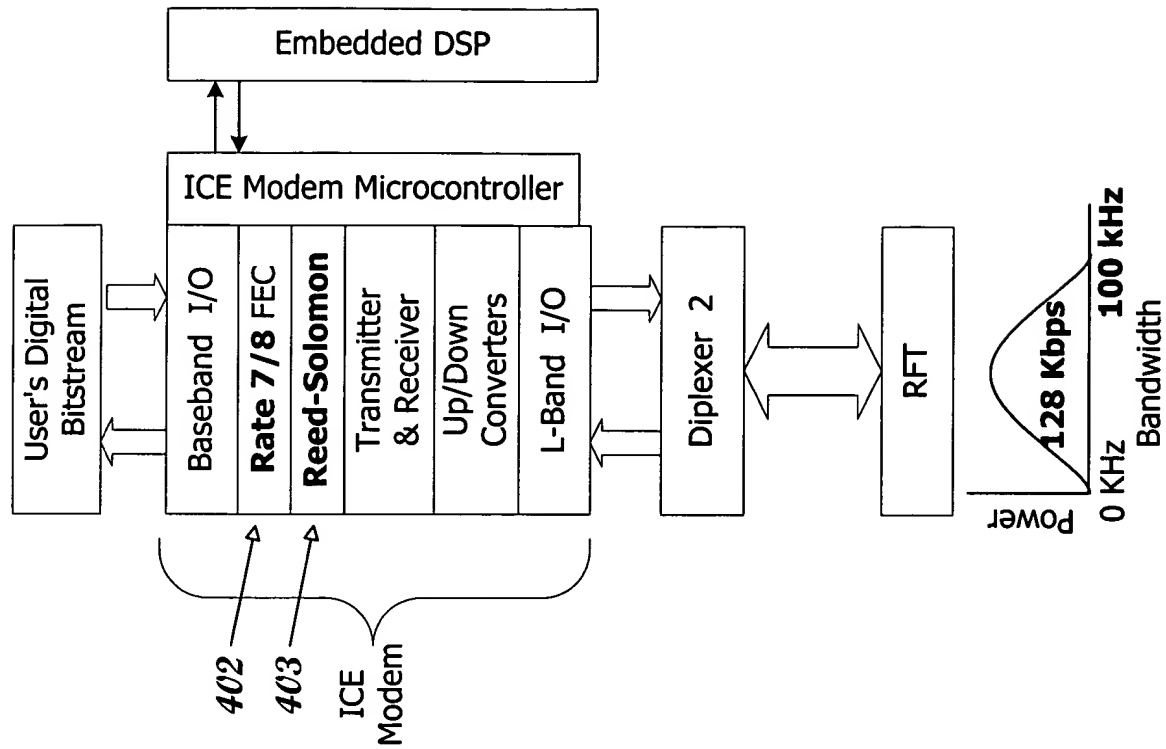 Embedded DSP
ICE Modem Microcontroller
User's Digital
Bitstream
Baseband I/O
Rate 7/8 FEC
Reed-Solomon
Transmitter
& Receiver
Up/Down
Converters
L-Band I/O
402
403
ICE
Modem
Diplexer 2
RFT
Power
128 Kbps
0 KHz
100 kHz
Bandwidth